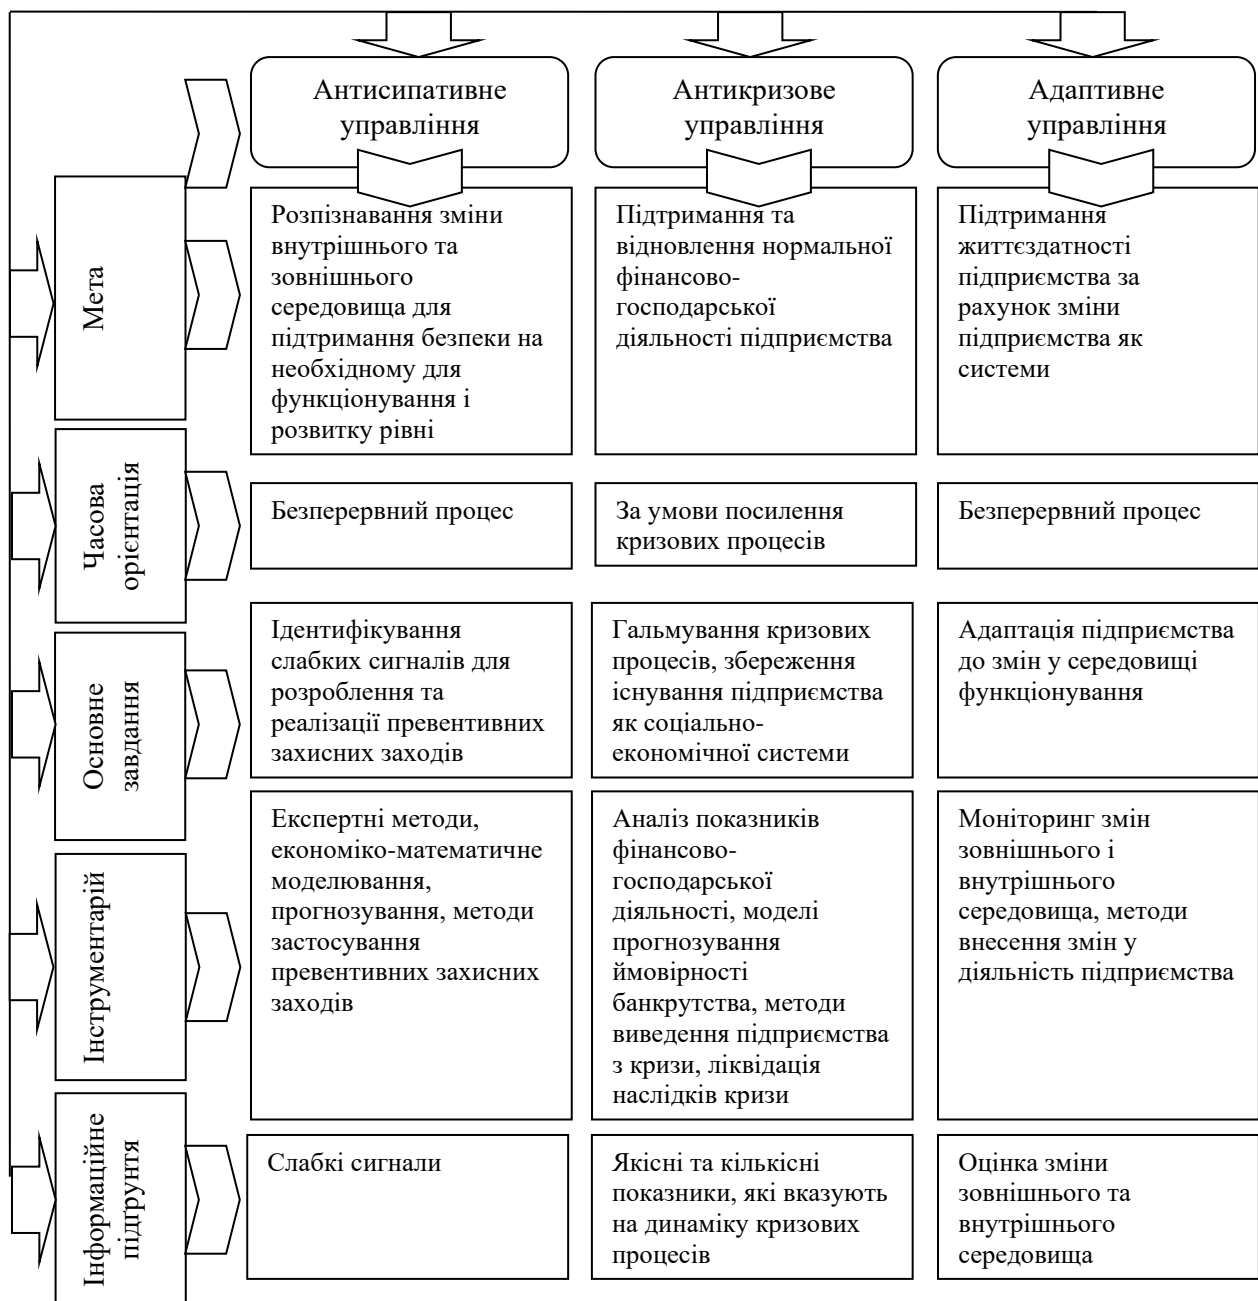 Антисипативне
управління
Антикризове
управління
Адаптивне
управління
Мета
Розпізнавання зміни
внутрішнього та
зовнішнього
середовища для
підтримання безпеки на
необхідному для
функціонування і
розвитку рівні
Підтримання та
відновлення нормальної
фінансово-
господарської
діяльності підприємства
Підтримання
життєздатності
підприємства за
рахунок зміни
підприємства як
системи
Часова
орієнтація
Безперервний процес
За умови посилення
кризових процесів
Безперервний процес
Основне
завдання
Ідентифікування
слабких сигналів для
розроблення та
реалізації превентивних
захисних заходів
Гальмування кризових
процесів, збереження
існування підприємства
як соціально-
економічної системи
Адаптація підприємства
до змін у середовищі
функціонування
Інструментарій
Експертні методи,
економіко-математичне
моделювання,
прогнозування, методи
застосування
превентивних захисних
заходів
Аналіз показників
фінансово-
господарської
діяльності, моделі
прогнозування
ймовірності
банкрутства, методи
виведення підприємства
з кризи, ліквідація
наслідків кризи
Моніторинг змін
зовнішнього і
внутрішнього
середовища, методи
внесення змін у
діяльність підприємства
Інформаційне
підґрунтя
Слабкі сигнали
Якісні та кількісні
показники, які вказують
на динаміку кризових
процесів
Оцінка зміни
зовнішнього та
внутрішнього
середовища